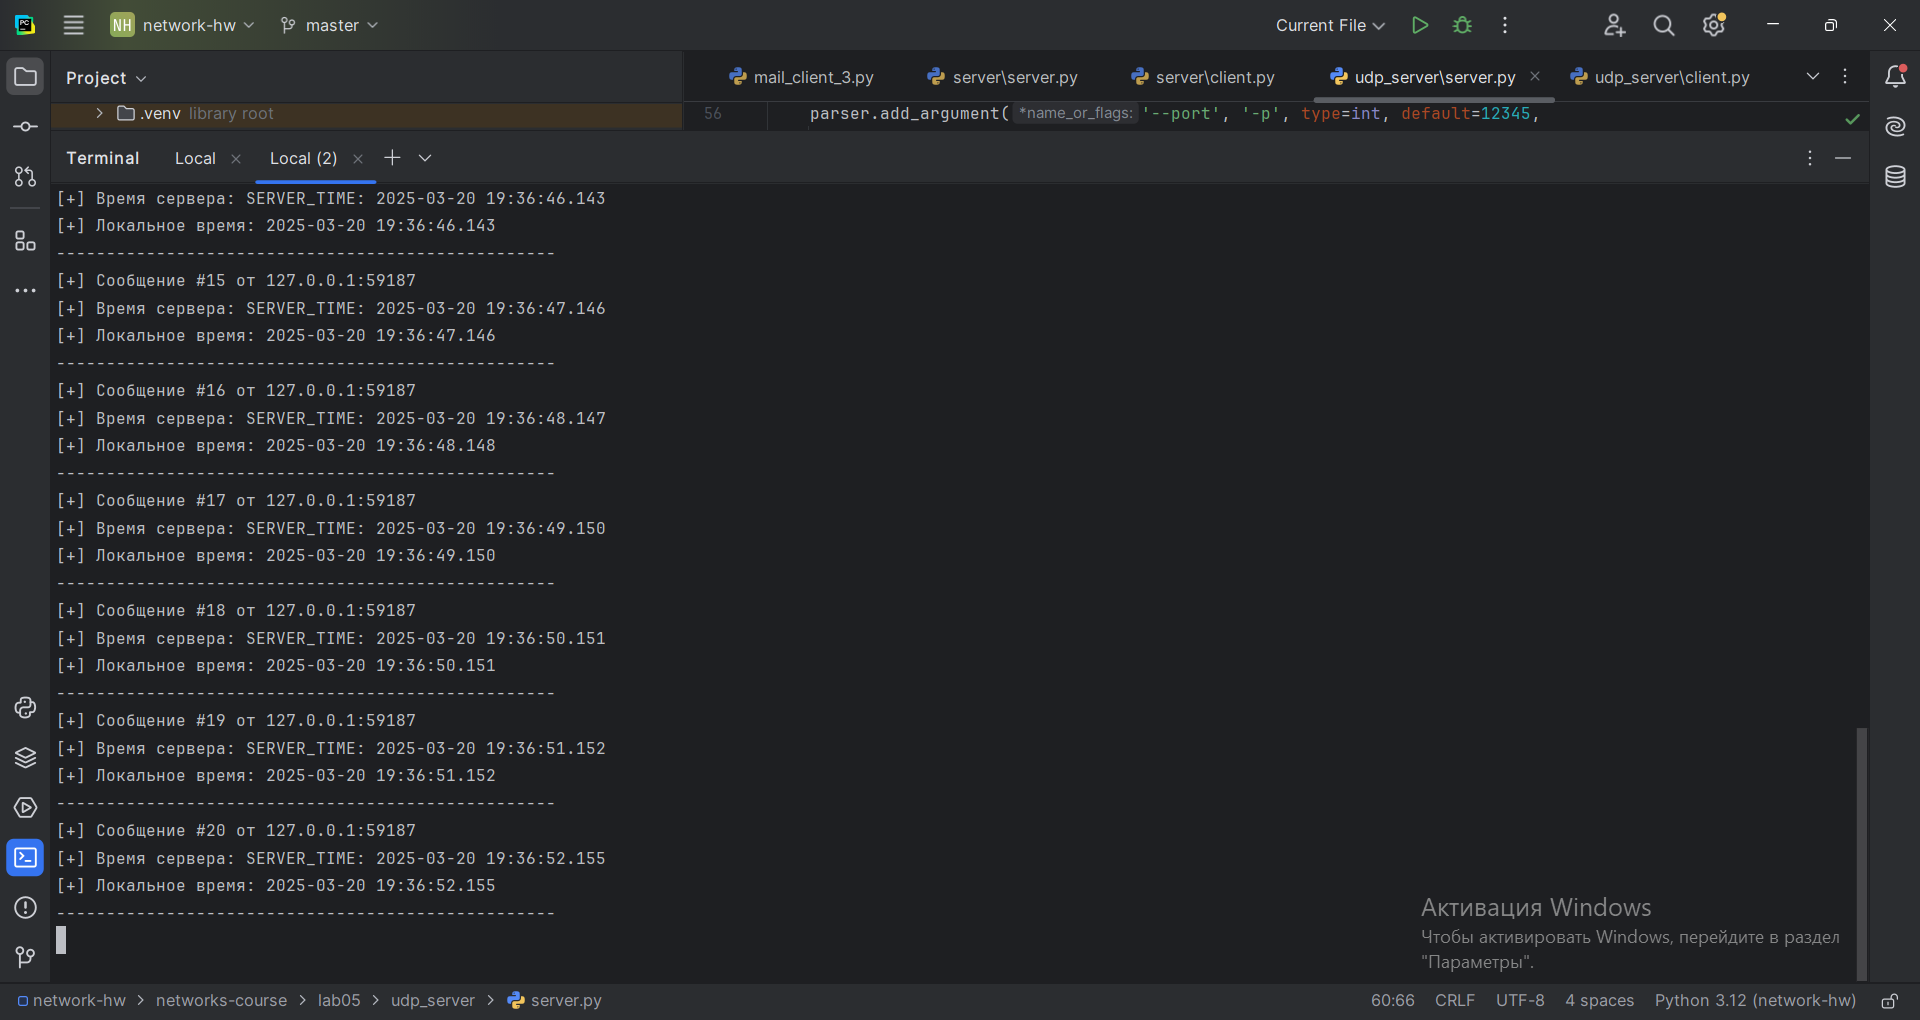 NH network-hw master Current File
Project mail_client_3.py server\server.py server\client.py udp_server\server.py udp_server\client.py
.venv library root
56 parser.add_argument( *name_or_flags: '--port', '-p', type=int, default=12345,
Terminal Local Local (2)
[+] Время сервера: SERVER_TIME: 2025-03-20 19:36:46.143
[+] Локальное время: 2025-03-20 19:36:46.143
--------------------------------------------------
[+] Сообщение #15 от 127.0.0.1:59187
[+] Время сервера: SERVER_TIME: 2025-03-20 19:36:47.146
[+] Локальное время: 2025-03-20 19:36:47.146
--------------------------------------------------
[+] Сообщение #16 от 127.0.0.1:59187
[+] Время сервера: SERVER_TIME: 2025-03-20 19:36:48.147
[+] Локальное время: 2025-03-20 19:36:48.148
--------------------------------------------------
[+] Сообщение #17 от 127.0.0.1:59187
[+] Время сервера: SERVER_TIME: 2025-03-20 19:36:49.150
[+] Локальное время: 2025-03-20 19:36:49.150
--------------------------------------------------
[+] Сообщение #18 от 127.0.0.1:59187
[+] Время сервера: SERVER_TIME: 2025-03-20 19:36:50.151
[+] Локальное время: 2025-03-20 19:36:50.151
--------------------------------------------------
[+] Сообщение #19 от 127.0.0.1:59187
[+] Время сервера: SERVER_TIME: 2025-03-20 19:36:51.152
[+] Локальное время: 2025-03-20 19:36:51.152
--------------------------------------------------
[+] Сообщение #20 от 127.0.0.1:59187
[+] Время сервера: SERVER_TIME: 2025-03-20 19:36:52.155
[+] Локальное время: 2025-03-20 19:36:52.155
--------------------------------------------------
Активация Windows
Чтобы активировать Windows, перейдите в раздел
"Параметры".
network-hw > networks-course > lab05 > udp_server > server.py 60:66 CRLF UTF-8 4 spaces Python 3.12 (network-hw)